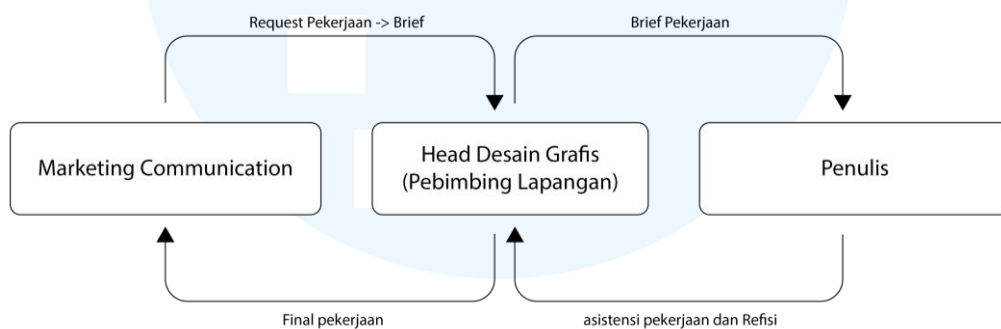 Request Pekerjaan -> Brief
Brief Pekerjaan
Marketing Communication
Head Desain Grafis
(Pebimbing Lapangan)
Penulis
Final pekerjaan
asistensi pekerjaan dan Refisi